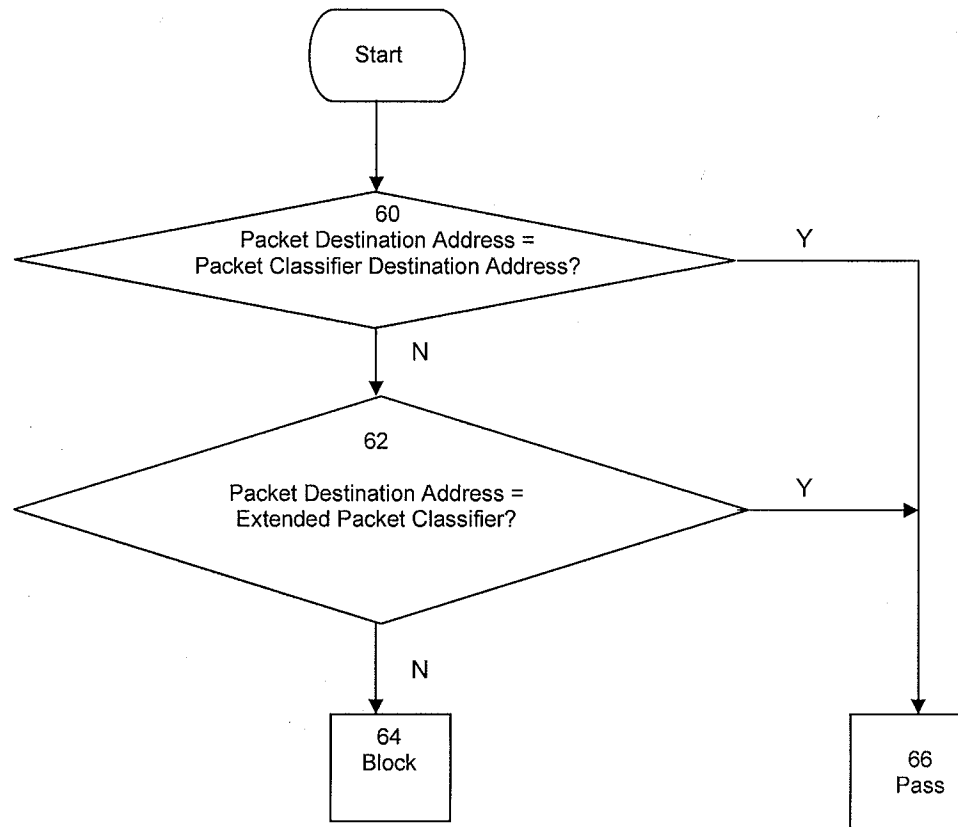 Start
60
Packet Destination Address =
Packet Classifier Destination Address?
Y
N
62
Packet Destination Address =
Extended Packet Classifier?
Y
N
64
Block
66
Pass